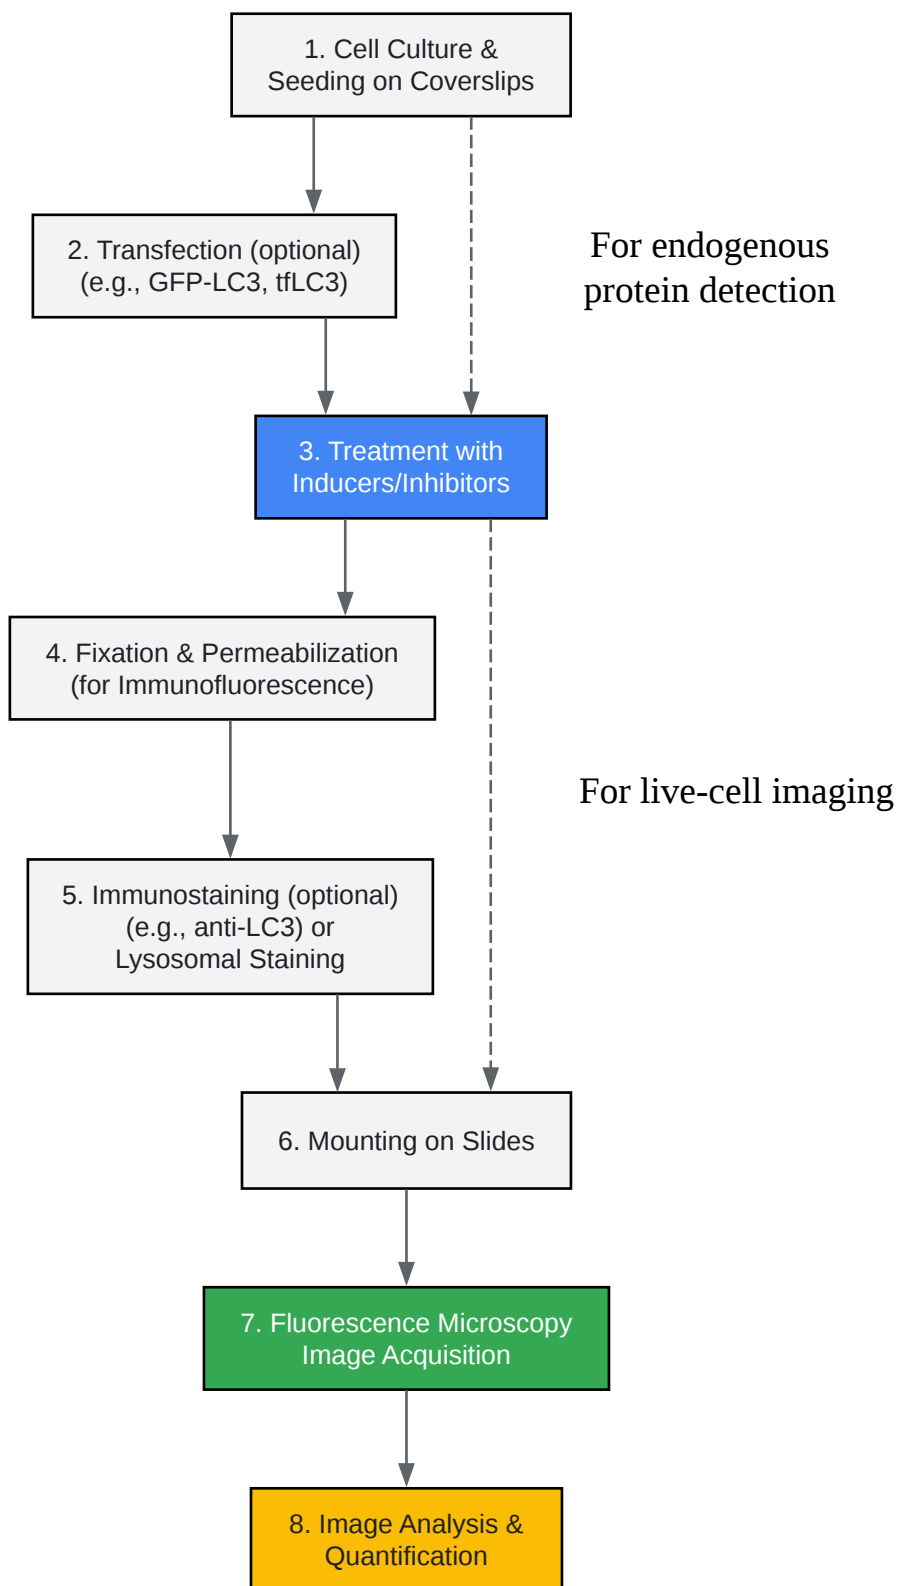 1. Cell Culture &
Seeding on Coverslips
2. Transfection (optional)
(e.g., GFP-LC3, tfLC3)
For endogenous
protein detection
3. Treatment with
Inducers/Inhibitors
4. Fixation & Permeabilization
(for Immunofluorescence)
For live-cell imaging
5. Immunostaining (optional)
(e.g., anti-LC3) or
Lysosomal Staining
6. Mounting on Slides
7. Fluorescence Microscopy
Image Acquisition
8. Image Analysis &
Quantification